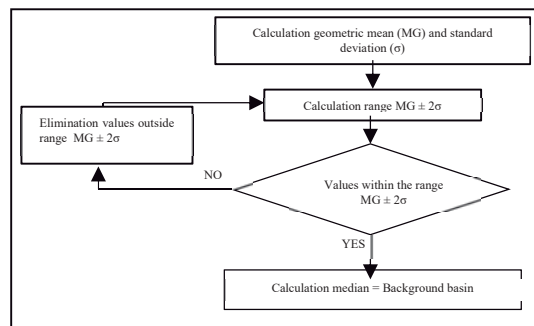 Calculation geometric mean (MG) and standard
deviation (σ)
Calculation range MG ± 2σ
Elimination values outside
range MG ± 2σ
NO
Values within the range
MG ± 2σ
YES
Calculation median = Background basin